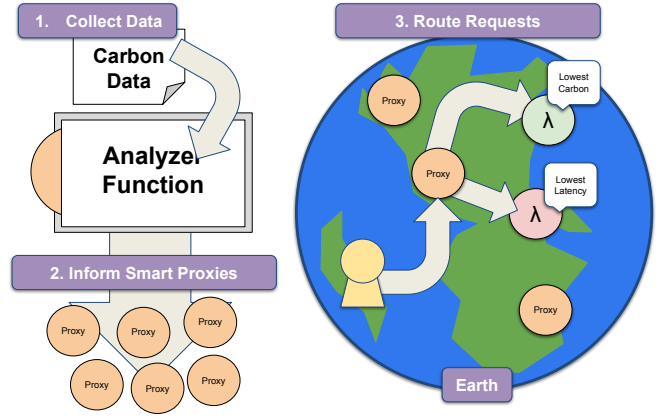 1. Collect Data
Carbon
Data
Analyzer
Function
2. Inform Smart Proxies
Proxy
Proxy
Proxy
Proxy
Proxy
Proxy
3. Route Requests
Lowest
Carbon
Proxy
λ
Proxy
Lowest
Latency
λ
Proxy
Earth